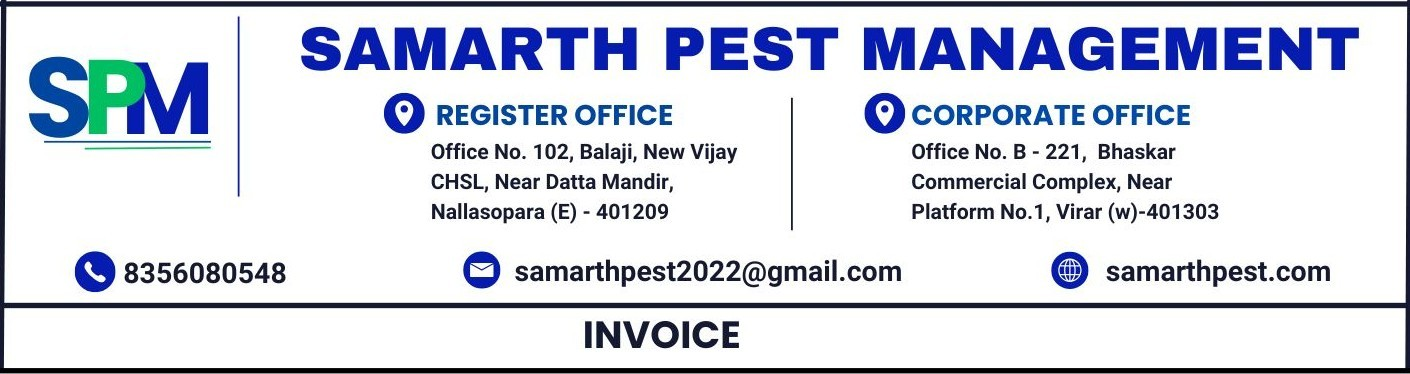 SPM
SAMARTH PEST MANAGEMENT
REGISTER OFFICE
Office No. 102, Balaji, New Vijay
CHSL, Near Datta Mandir,
Nallasopara (E) - 401209
CORPORATE OFFICE
Office No. B - 221, Bhaskar
Commercial Complex, Near
Platform No.1, Virar (w)-401303
8356080548
samarthpest2022@gmail.com
samarthpest.com
INVOICE